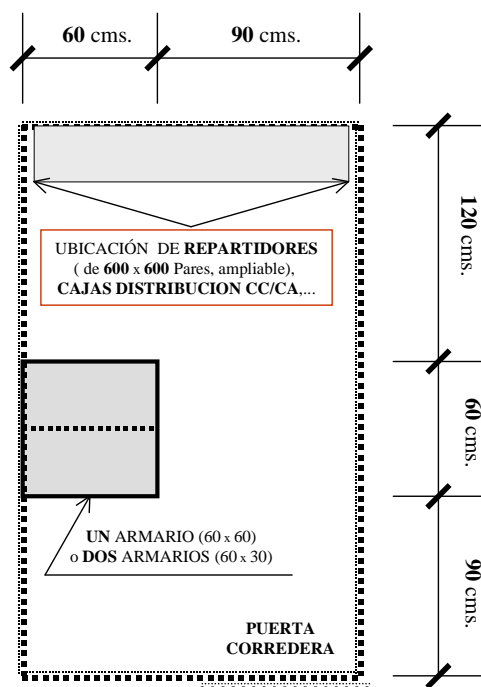 60 cms.
90 cms.
UBICACIÓN DE REPARTIDORES
( de 600 x 600 Pares, ampliable),
CAJAS DISTRIBUCION CC/CA,...
120 cms.
60 cms.
UN ARMARIO (60 x 60)
o DOS ARMARIOS (60 x 30)
90 cms.
PUERTA
CORREDERA